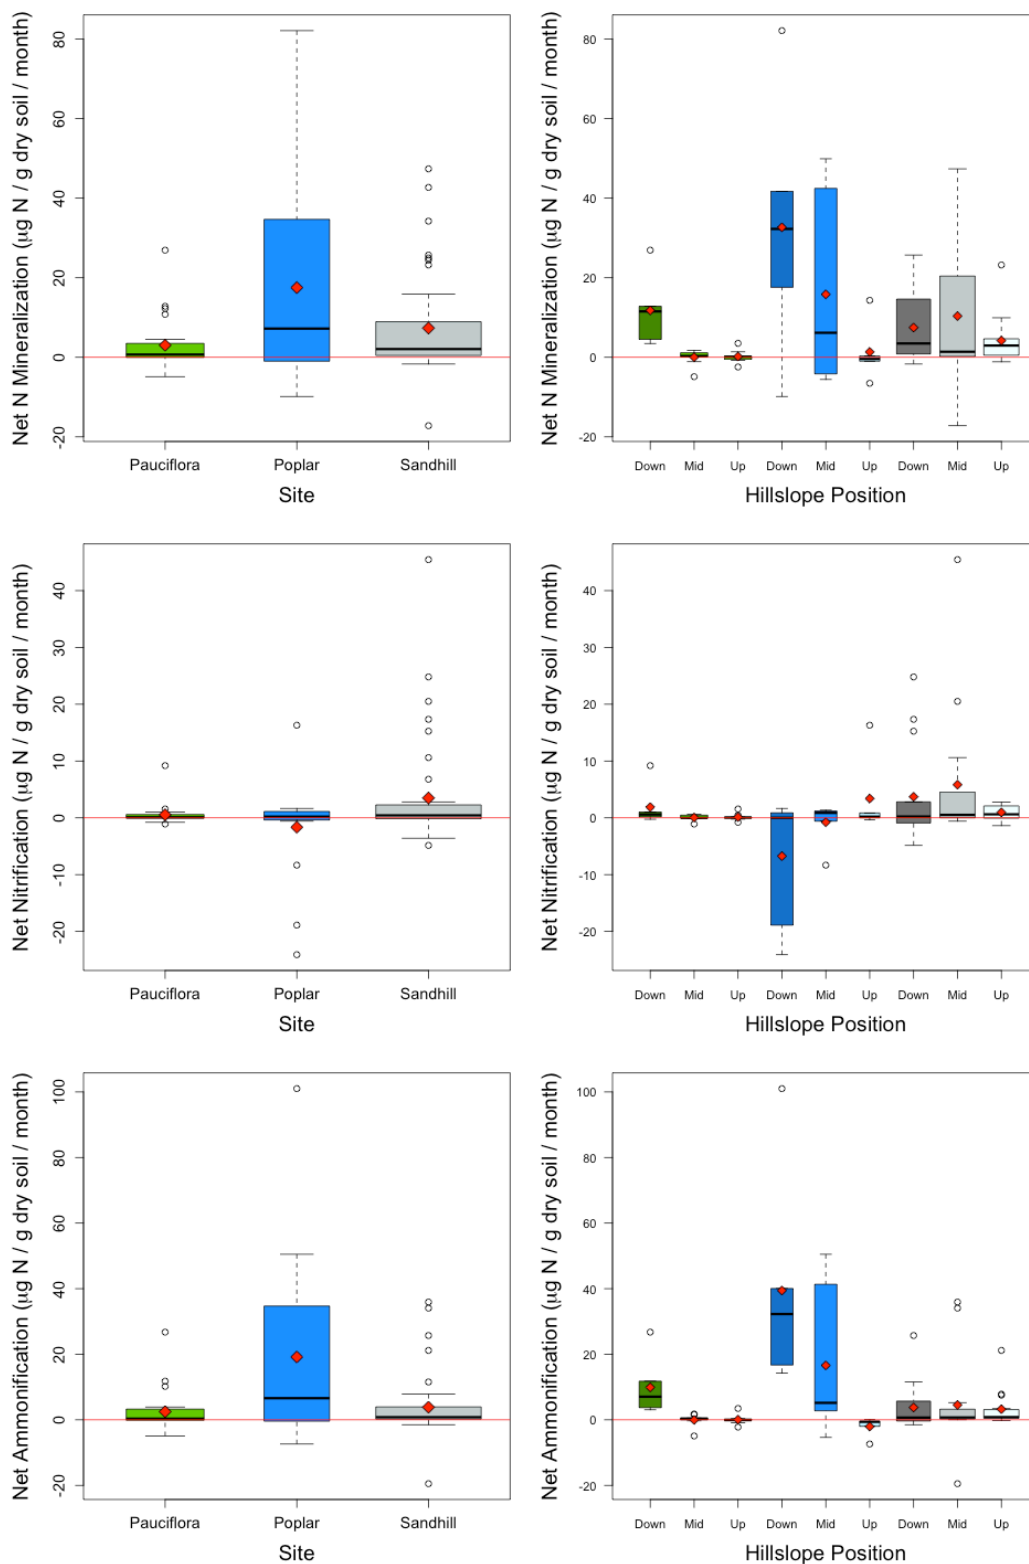 Net N Mineralization (μg N / g dry soil / month)
80
60
40
20
0
-20
Pauciflora Poplar Sandhill
Site
Net N Mineralization (μg N / g dry soil / month)
80
60
40
20
0
-20
Down Mid Up Down Mid Up Down Mid Up
Hillslope Position
Net Nitrification (μg N / g dry soil / month)
40
30
20
10
0
-10
-20
Pauciflora Poplar Sandhill
Site
Net Nitrification (μg N / g dry soil / month)
40
30
20
10
0
-10
-20
Down Mid Up Down Mid Up Down Mid Up
Hillslope Position
Net Ammonification (μg N / g dry soil / month)
100
80
60
40
20
0
-20
Pauciflora Poplar Sandhill
Site
Net Ammonification (μg N / g dry soil / month)
100
80
60
40
20
0
-20
Down Mid Up Down Mid Up Down Mid Up
Hillslope Position